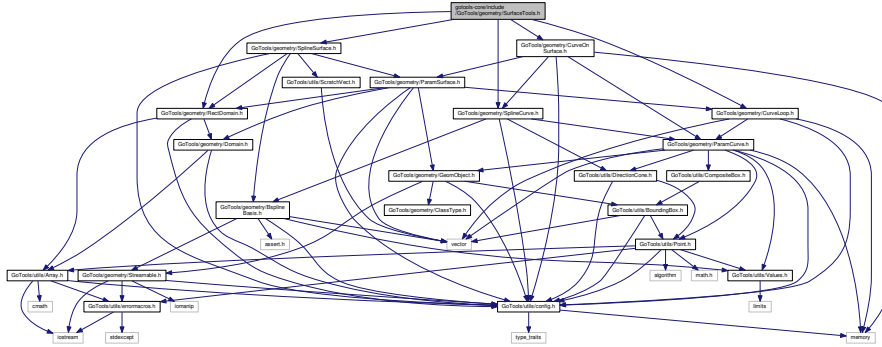 gotools-core/include
/GoTools/geometry/SurfaceTools.h
GoTools/geometry/SplineSurface.h
GoTools/geometry/CurveOn
Surface.h
GoTools/utils/ScratchVect.h
GoTools/geometry/ParamSurface.h
GoTools/geometry/RectDomain.h
GoTools/geometry/SplineCurve.h
GoTools/geometry/CurveLoop.h
GoTools/geometry/Domain.h
GoTools/geometry/ParamCurve.h
GoTools/geometry/GeomObject.h
GoTools/utils/DirectionCone.h
GoTools/utils/CompositeBox.h
GoTools/geometry/Bspline
Basis.h
GoTools/geometry/ClassType.h
GoTools/utils/BoundingBox.h
assert.h
vector
GoTools/utils/Point.h
GoTools/utils/Array.h
GoTools/geometry/Streamable.h
algorithm
math.h
GoTools/utils/Values.h
cmath
GoTools/utils/errormacros.h
iomanip
GoTools/utils/config.h
limits
iostream
stdexcept
type_traits
memory